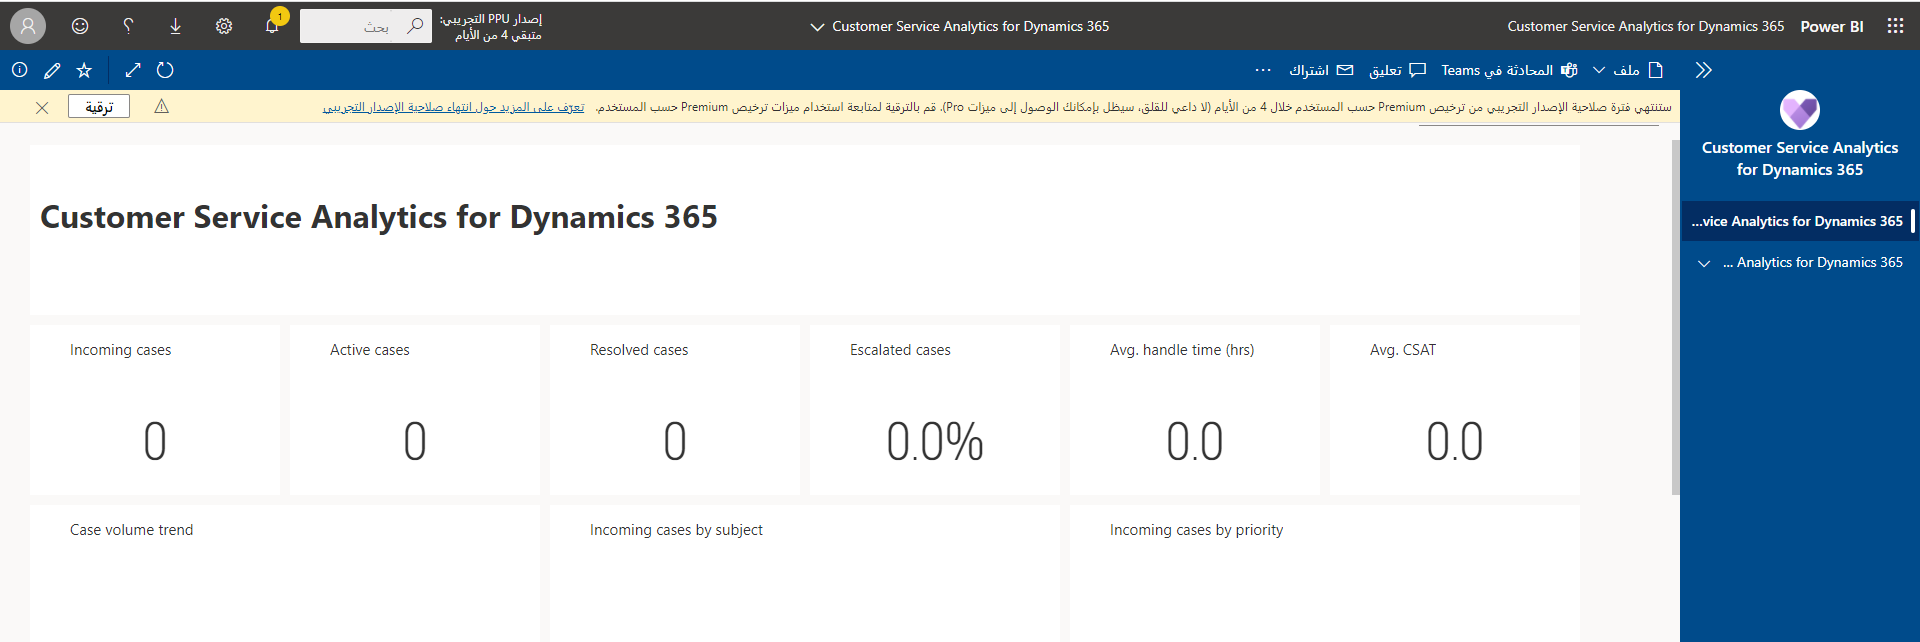 Power BI
Customer Service Analytics for Dynamics 365
Customer Service Analytics for Dynamics 365
إصدار PPU التجريبي:
متبقي 4 من الأيام
بحث
1
ملف
المحادثة في Teams
تعليق
اشتراك
...
ستنتهي فترة صلاحية الإصدار التجريبي من ترخيص Premium حسب المستخدم خلال 4 من الأيام (لا داعي للقلق، سيظل بإمكانك الوصول إلى ميزات Pro). قم بالترقية لمتابعة استخدام ميزات ترخيص Premium حسب المستخدم. تعرّف على المزيد حول انتهاء صلاحية الإصدار التجريبي
ترقية
Customer Service Analytics
for Dynamics 365
...vice Analytics for Dynamics 365
... Analytics for Dynamics 365
Customer Service Analytics for Dynamics 365
Incoming cases
0
Active cases
0
Resolved cases
0
Escalated cases
0.0%
Avg. handle time (hrs)
0.0
Avg. CSAT
0.0
Case volume trend
Incoming cases by subject
Incoming cases by priority